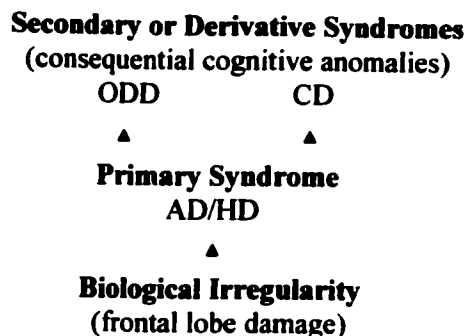 Secondary or Derivative Syndromes
(consequential cognitive anomalies)
ODD CD
Primary Syndrome
AD/HD
Biological Irregularity
(frontal lobe damage)